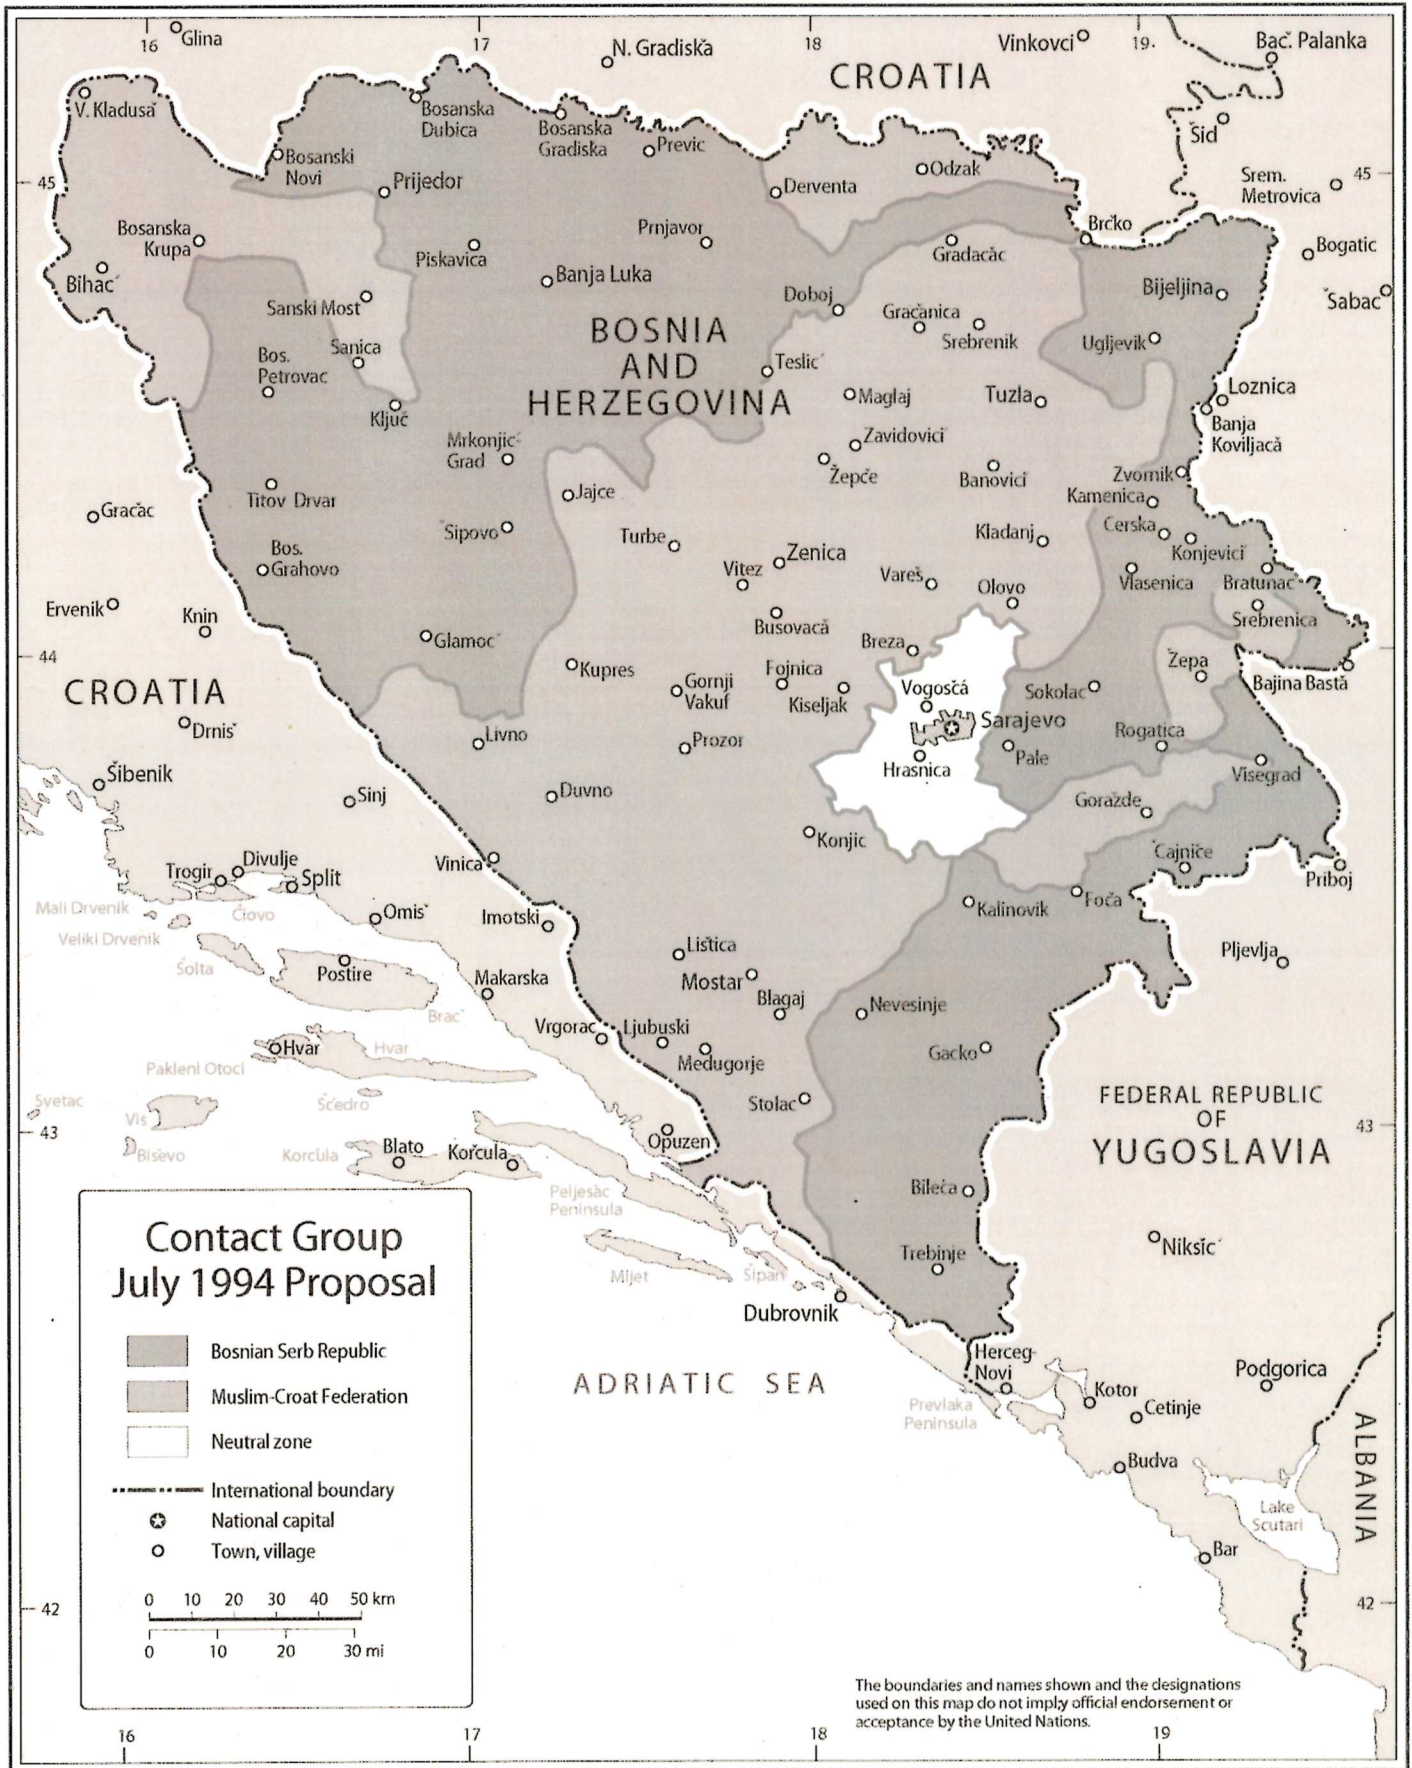 16
17
18
19.
Glina
N. Gradiška
Vinkovci
Bač. Palanka
CROATIA
V. Kladuša
Bosanska
Dubica
Bosanska
Gradiska
Previc
Šid
Bosanski
Novi
Prijedor
Derventa
Odzak
45
45
Srem.
Metrovica
Bosanska
Krupa
Piskavica
Prnjavor
Gradačac
Brčko
Bogatic
Bihać
Banja Luka
Doboj
Bijeljina
Šabac
Sanski Most
BOSNIA
AND
HERZEGOVINA
Gračanica
Srebrenik
Ugljevik
Sanica
Bos.
Petrovac
Teslić
Ključ
Maglaj
Tuzla
Loznica
Banja
Koviljacă
Mrkonjić-
Grad
Zavidovići
Žepče
Banovići
Zvornik
Kamenica
Titov Drvar
Jajce
Gračac
Šipovo
Turbe
Zenica
Kladanj
Cerska
Konjevici
Bos.
Grahovo
Vitez
Vareš
Olovo
Vlasenica
Bratunac
Ervenik
Knin
Busovacă
Srebrenica
Glamoc
Breza
44
Kupres
Fojnica
Kiseljak
Žepa
CROATIA
Gornji
Vakuf
Vogoscá
Sokolac
Bajina Bastă
Drniš
Livno
Prozor
Sarajevo
Rogatica
Hrasnica
Pale
Višegrad
Šibenik
Sinj
Duvno
Goražde
Konjic
Trogir
Divulje
Split
Vinica
Čajniče
Priboj
Mali Drvenik
Čiovo
Omiš
Imotski
Kalinovik
Foča
Veliki Drvenik
Šolta
Postire
Listica
Pljevlja
Makarska
Mostar
Brač
Blagaj
Nevesinje
Vrgorac
Ljubuski
Hvar
Hvar
Medugorje
Gacko
Pakleni Otoci
Svetac
Vis
Šcedro
Stolac
FEDERAL REPUBLIC
OF
YUGOSLAVIA
43
43
Biševo
Korčula
Blato
Korčula
Opuzen
Peljesăc
Peninsula
Bileća
Contact Group
July 1994 Proposal
Mljet
Šipan
Trebinje
Nikšić
Dubrovnik
Bosnian Serb Republic
Muslim-Croat Federation
Neutral zone
International boundary
National capital
Town, village
0 10 20 30 40 50 km
0 10 20 30 mi
ADRIATIC SEA
Herceg-
Novi
Prevlaka
Peninsula
Kotor
Cetinje
Podgorica
ALBANIA
Budva
Lake
Scutari
Bar
42
42
The boundaries and names shown and the designations
used on this map do not imply official endorsement or
acceptance by the United Nations.
16
17
18
19